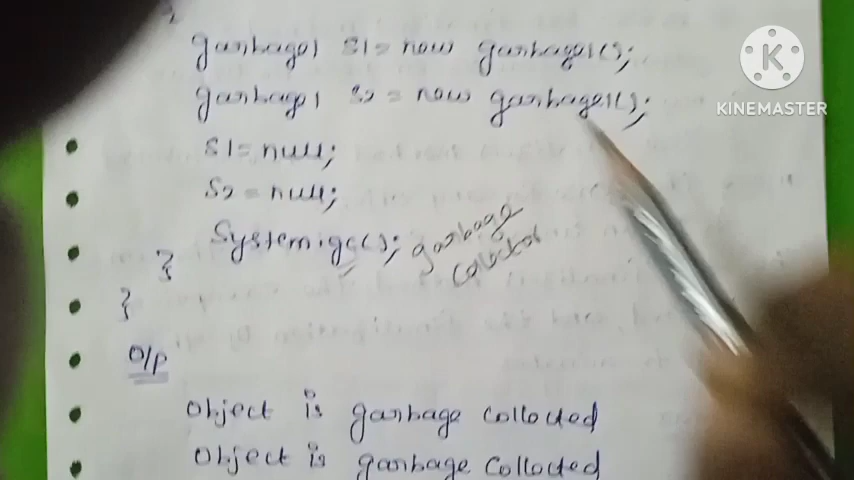 }
garbage1 s1 = new garbage1();
garbage1 s2 = new garbage1();
S1 = null;
S2 = null;
System.gc(); garbage
collector
}
}
O/p
Object is garbage collected
Object is garbage collected
K
KINEMASTER